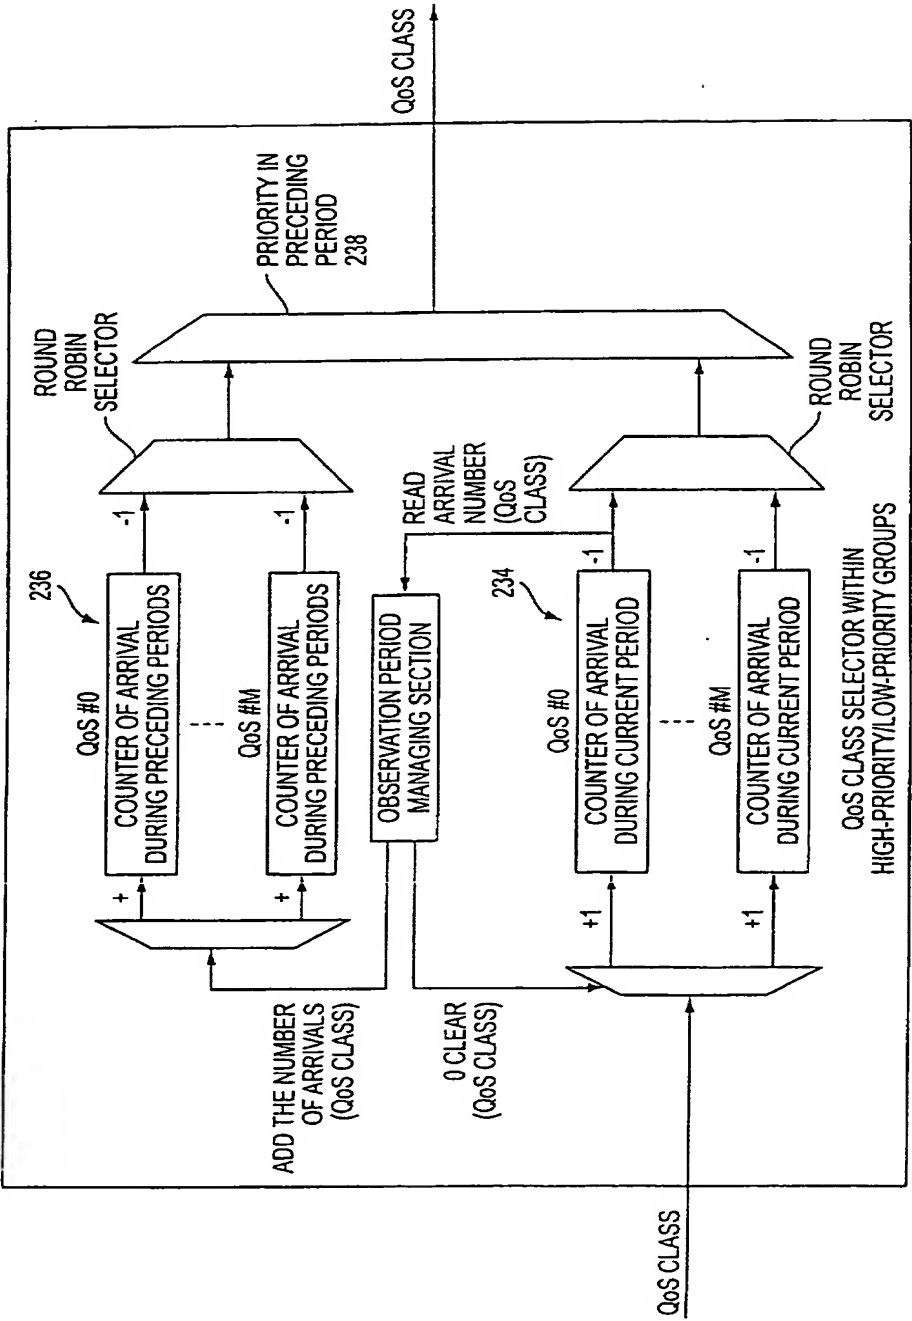 QoS CLASS
PRIORITY IN
PRECEDING
PERIOD
238
ROUND
ROBIN
SELECTOR
ROUND
ROBIN
SELECTOR
236
QoS #0
COUNTER OF ARRIVAL
DURING PRECEDING PERIODS
+
-1
QoS #M
COUNTER OF ARRIVAL
DURING PRECEDING PERIODS
+
-1
READ
ARRIVAL
NUMBER
(QoS
CLASS)
OBSERVATION PERIOD
MANAGING SECTION
234
QoS #0
COUNTER OF ARRIVAL
DURING CURRENT PERIOD
+1
-1
QoS #M
COUNTER OF ARRIVAL
DURING CURRENT PERIOD
+1
-1
ADD THE NUMBER
OF ARRIVALS
(QoS CLASS)
0 CLEAR
(QoS CLASS)
QoS CLASS SELECTOR WITHIN
HIGH-PRIORITY/LOW-PRIORITY GROUPS
QoS CLASS